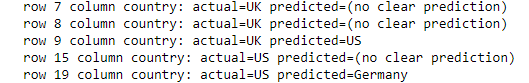 row 7 column country: actual=UK predicted=(no clear prediction)
row 8 column country: actual=UK predicted=(no clear prediction)
row 9 column country: actual=UK predicted=US
row 15 column country: actual=US predicted=(no clear prediction)
row 19 column country: actual=US predicted=Germany